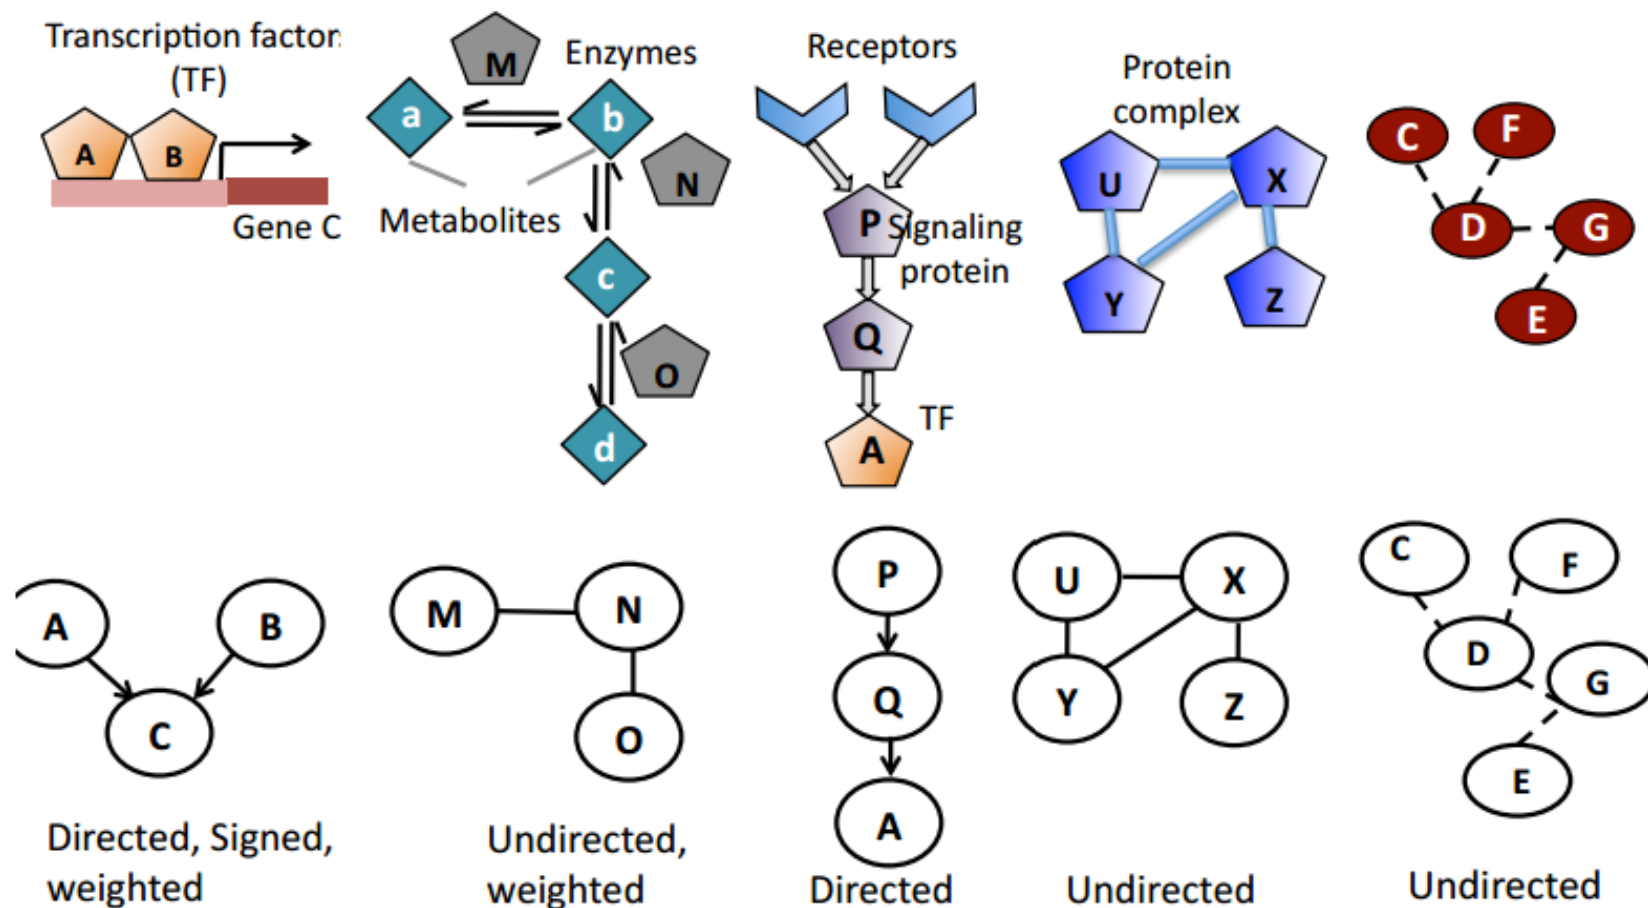 Transcription factor
(TF)
A
B
Gene C
M
Enzymes
a
b
N
Metabolites
c
O
d
Receptors
P
Signaling
protein
Q
TF
A
Protein
complex
U
X
Y
Z
C
F
D
G
E
A
B
C
Directed, Signed,
weighted
M
N
O
Undirected,
weighted
P
Q
A
Directed
U
X
Y
Z
Undirected
C
F
D
G
E
Undirected